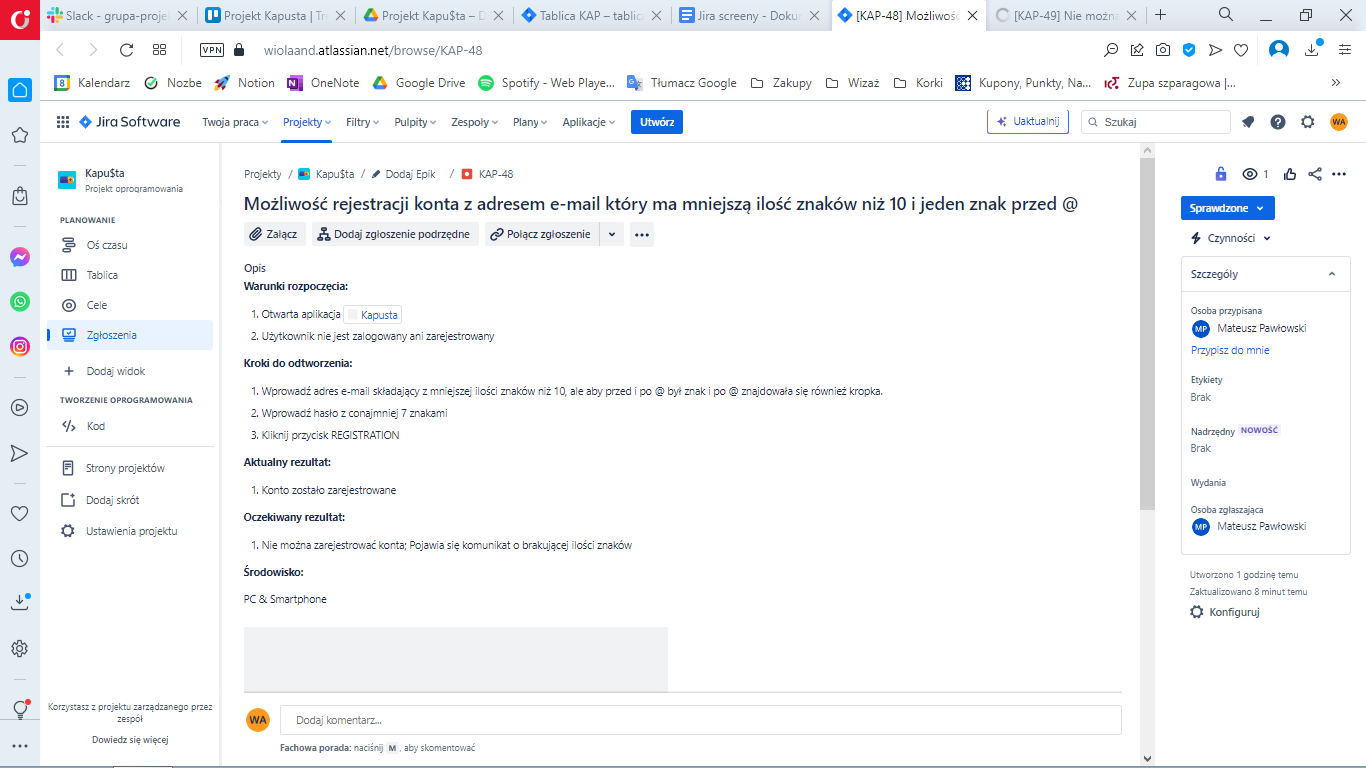 Slack - grupa-projek
Projekt Kapusta | Tr
Projekt Kapu$ta – D
Tablica KAP – tablic
Jira screeny - Doku
[KAP-48] Możliwość
[KAP-49] Nie można
VPN
wiolaand.atlassian.net/browse/KAP-48
Kalendarz
Nozbe
Notion
OneNote
Google Drive
Spotify - Web Playe...
Tłumacz Google
Zakupy
Wizaż
Korki
Kupony, Punkty, Na...
Zupa szparagowa |...
Jira Software
Twoja praca
Projekty
Filtry
Pulpity
Zespoły
Plany
Aplikacje
Utwórz
Uaktualnij
Szukaj
WA
Kapu$ta
Projekt oprogramowania
PLANOWANIE
Oś czasu
Tablica
Cele
Zgłoszenia
Dodaj widok
TWORZENIE OPROGRAMOWANIA
Kod
Strony projektów
Dodaj skrót
Ustawienia projektu
Korzystasz z projektu zarządzanego przez
zespół
Dowiedz się więcej
Projekty / Kapu$ta / Dodaj Epik / KAP-48
Możliwość rejestracji konta z adresem e-mail który ma mniejszą ilość znaków niż 10 i jeden znak przed @
Załącz
Dodaj zgłoszenie podrzędne
Połącz zgłoszenie
Opis
Warunki rozpoczęcia:
1. Otwarta aplikacja Kapusta
2. Użytkownik nie jest zalogowany ani zarejestrowany
Kroki do odtworzenia:
1. Wprowadź adres e-mail składający z mniejszej ilości znaków niż 10, ale aby przed i po @ był znak i po @ znajdowała się również kropka.
2. Wprowadź hasło z conajmniej 7 znakami
3. Kliknij przycisk REGISTRATION
Aktualny rezultat:
1. Konto zostało zarejestrowane
Oczekiwany rezultat:
1. Nie można zarejestrować konta; Pojawia się komunikat o brakującej ilości znaków
Środowisko:
PC & Smartphone
WA
Dodaj komentarz...
Fachowa porada: naciśnij M, aby skomentować
1
Sprawdzone
Czynności
Szczegóły
Osoba przypisana
MP Mateusz Pawłowski
Przypisz do mnie
Etykiety
Brak
Nadrzędny NOWOŚĆ
Brak
Wydania
Osoba zgłaszająca
MP Mateusz Pawłowski
Utworzono 1 godzinę temu
Zaktualizowano 8 minut temu
Konfiguruj